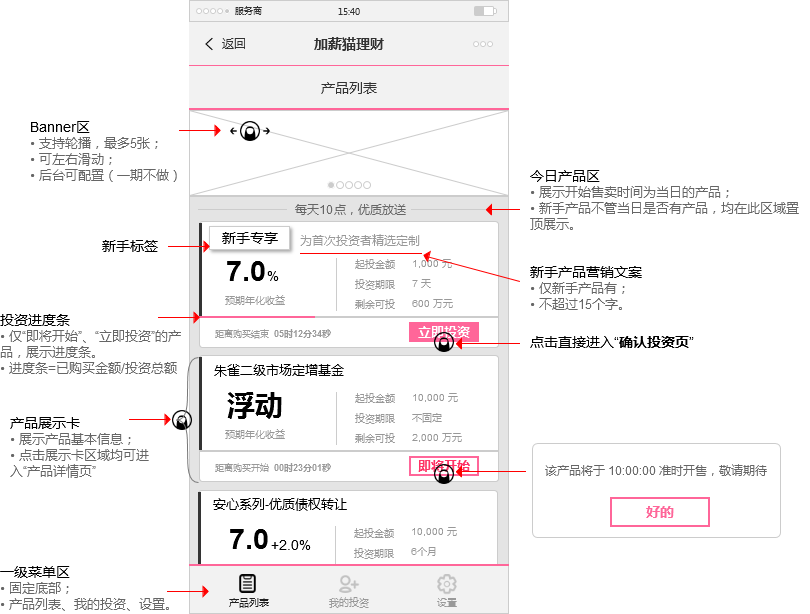 服务商
15:40
返回
加薪猫理财
产品列表
Banner区
• 支持轮播，最多5张；
• 可左右滑动；
• 后台可配置（一期不做）
今日产品区
• 展示开始售卖时间为当日的产品；
• 新手产品不管当日是否有产品，均在此区域置
顶展示。
每天10点，优质放送
新手标签
新手专享
为首次投资者精选定制
7.0%
预期年化收益
起投金额 1,000 元
投资期限 7 天
剩余可投 600 万元
新手产品营销文案
• 仅新手产品有；
• 不超过15个字。
投资进度条
• 仅“即将开始”、“立即投资”的产
品，展示进度条。
• 进度条=已购买金额/投资总额
距离购买结束 05时12分34秒
立即投资
点击直接进入“确认投资页”
朱雀二级市场定增基金
浮动
预期年化收益
起投金额 10,000 元
投资期限 不固定
剩余可投 2,000 万元
产品展示卡
• 展示产品基本信息；
• 点击展示卡区域均可进
入“产品详情页”
距离购买开始 00时23分01秒
即将开始
该产品将于 10:00:00 准时开售，敬请期待
好的
安心系列-优质债权转让
7.0+2.0%
起投金额 10,000 元
投资期限 6个月
一级菜单区
• 固定底部；
• 产品列表、我的投资、设置。
产品列表
我的投资
设置